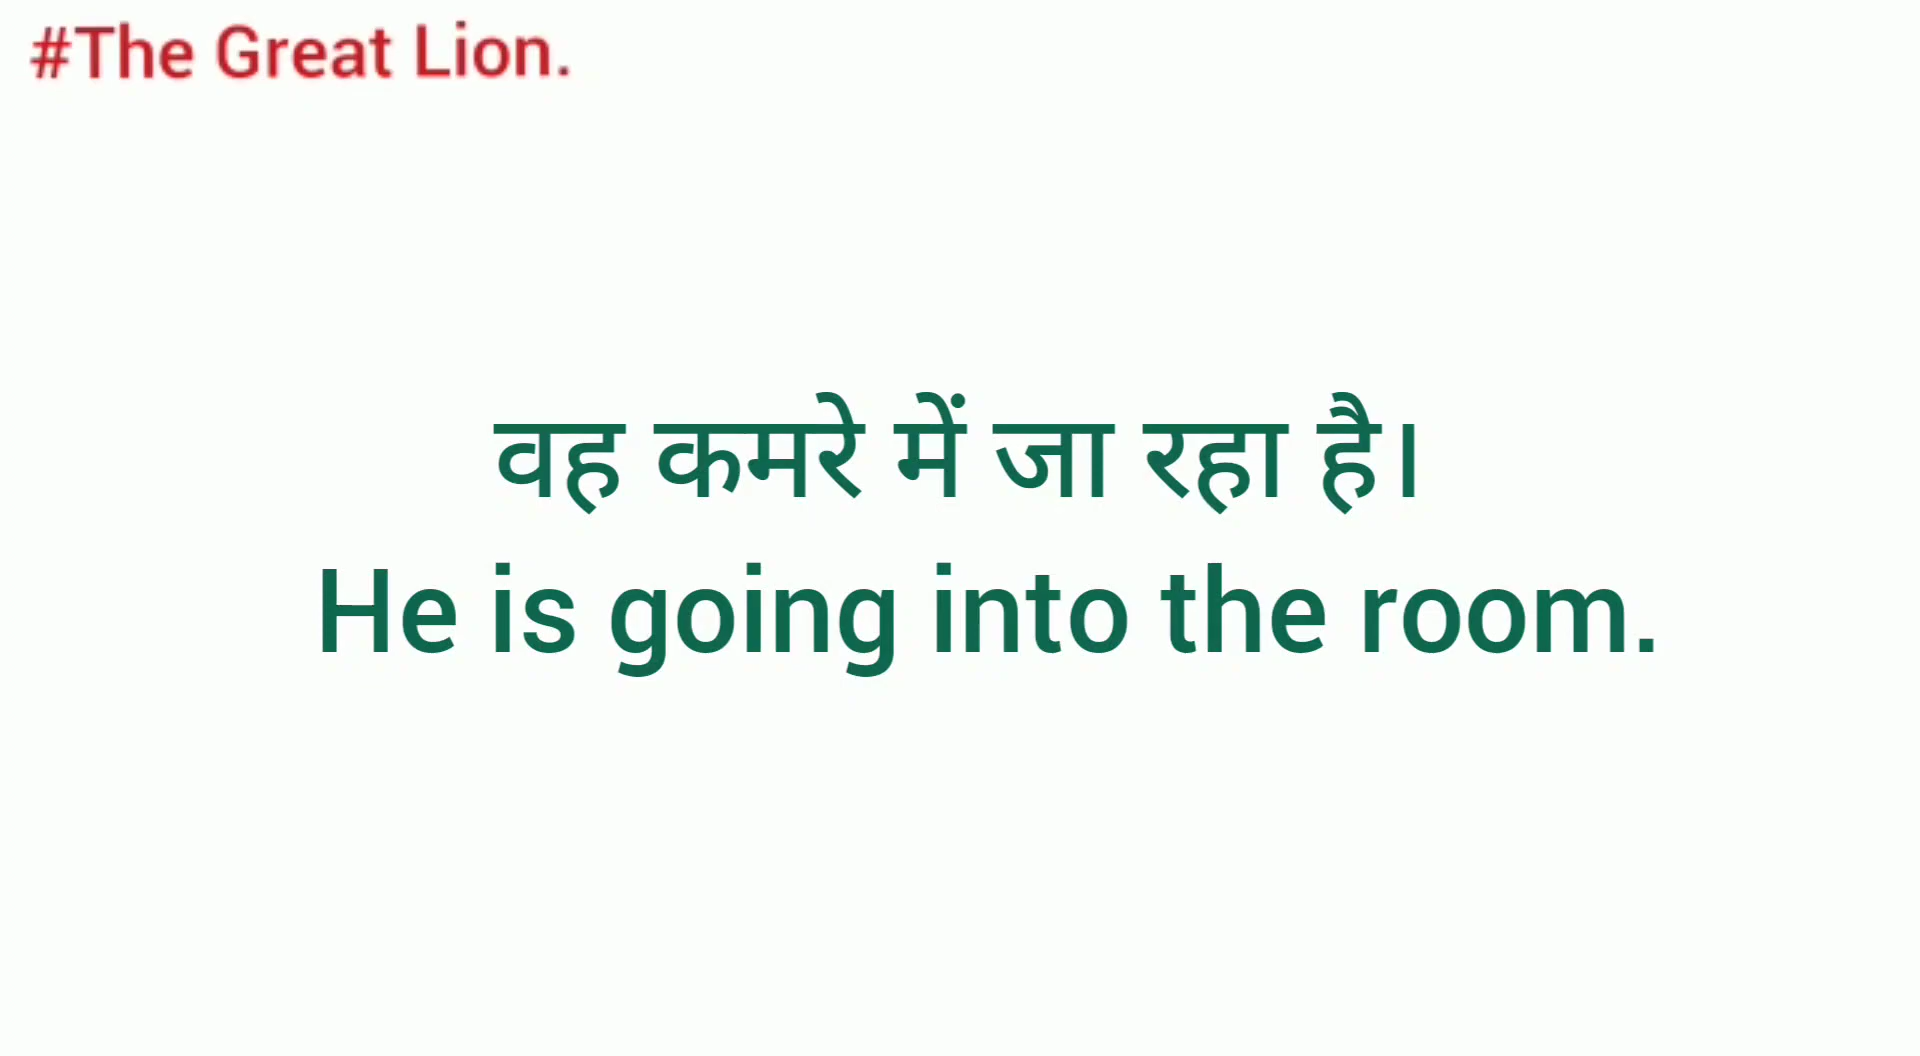 #The Great Lion.
वह कमरे में जा रहा है।
He is going into the room.